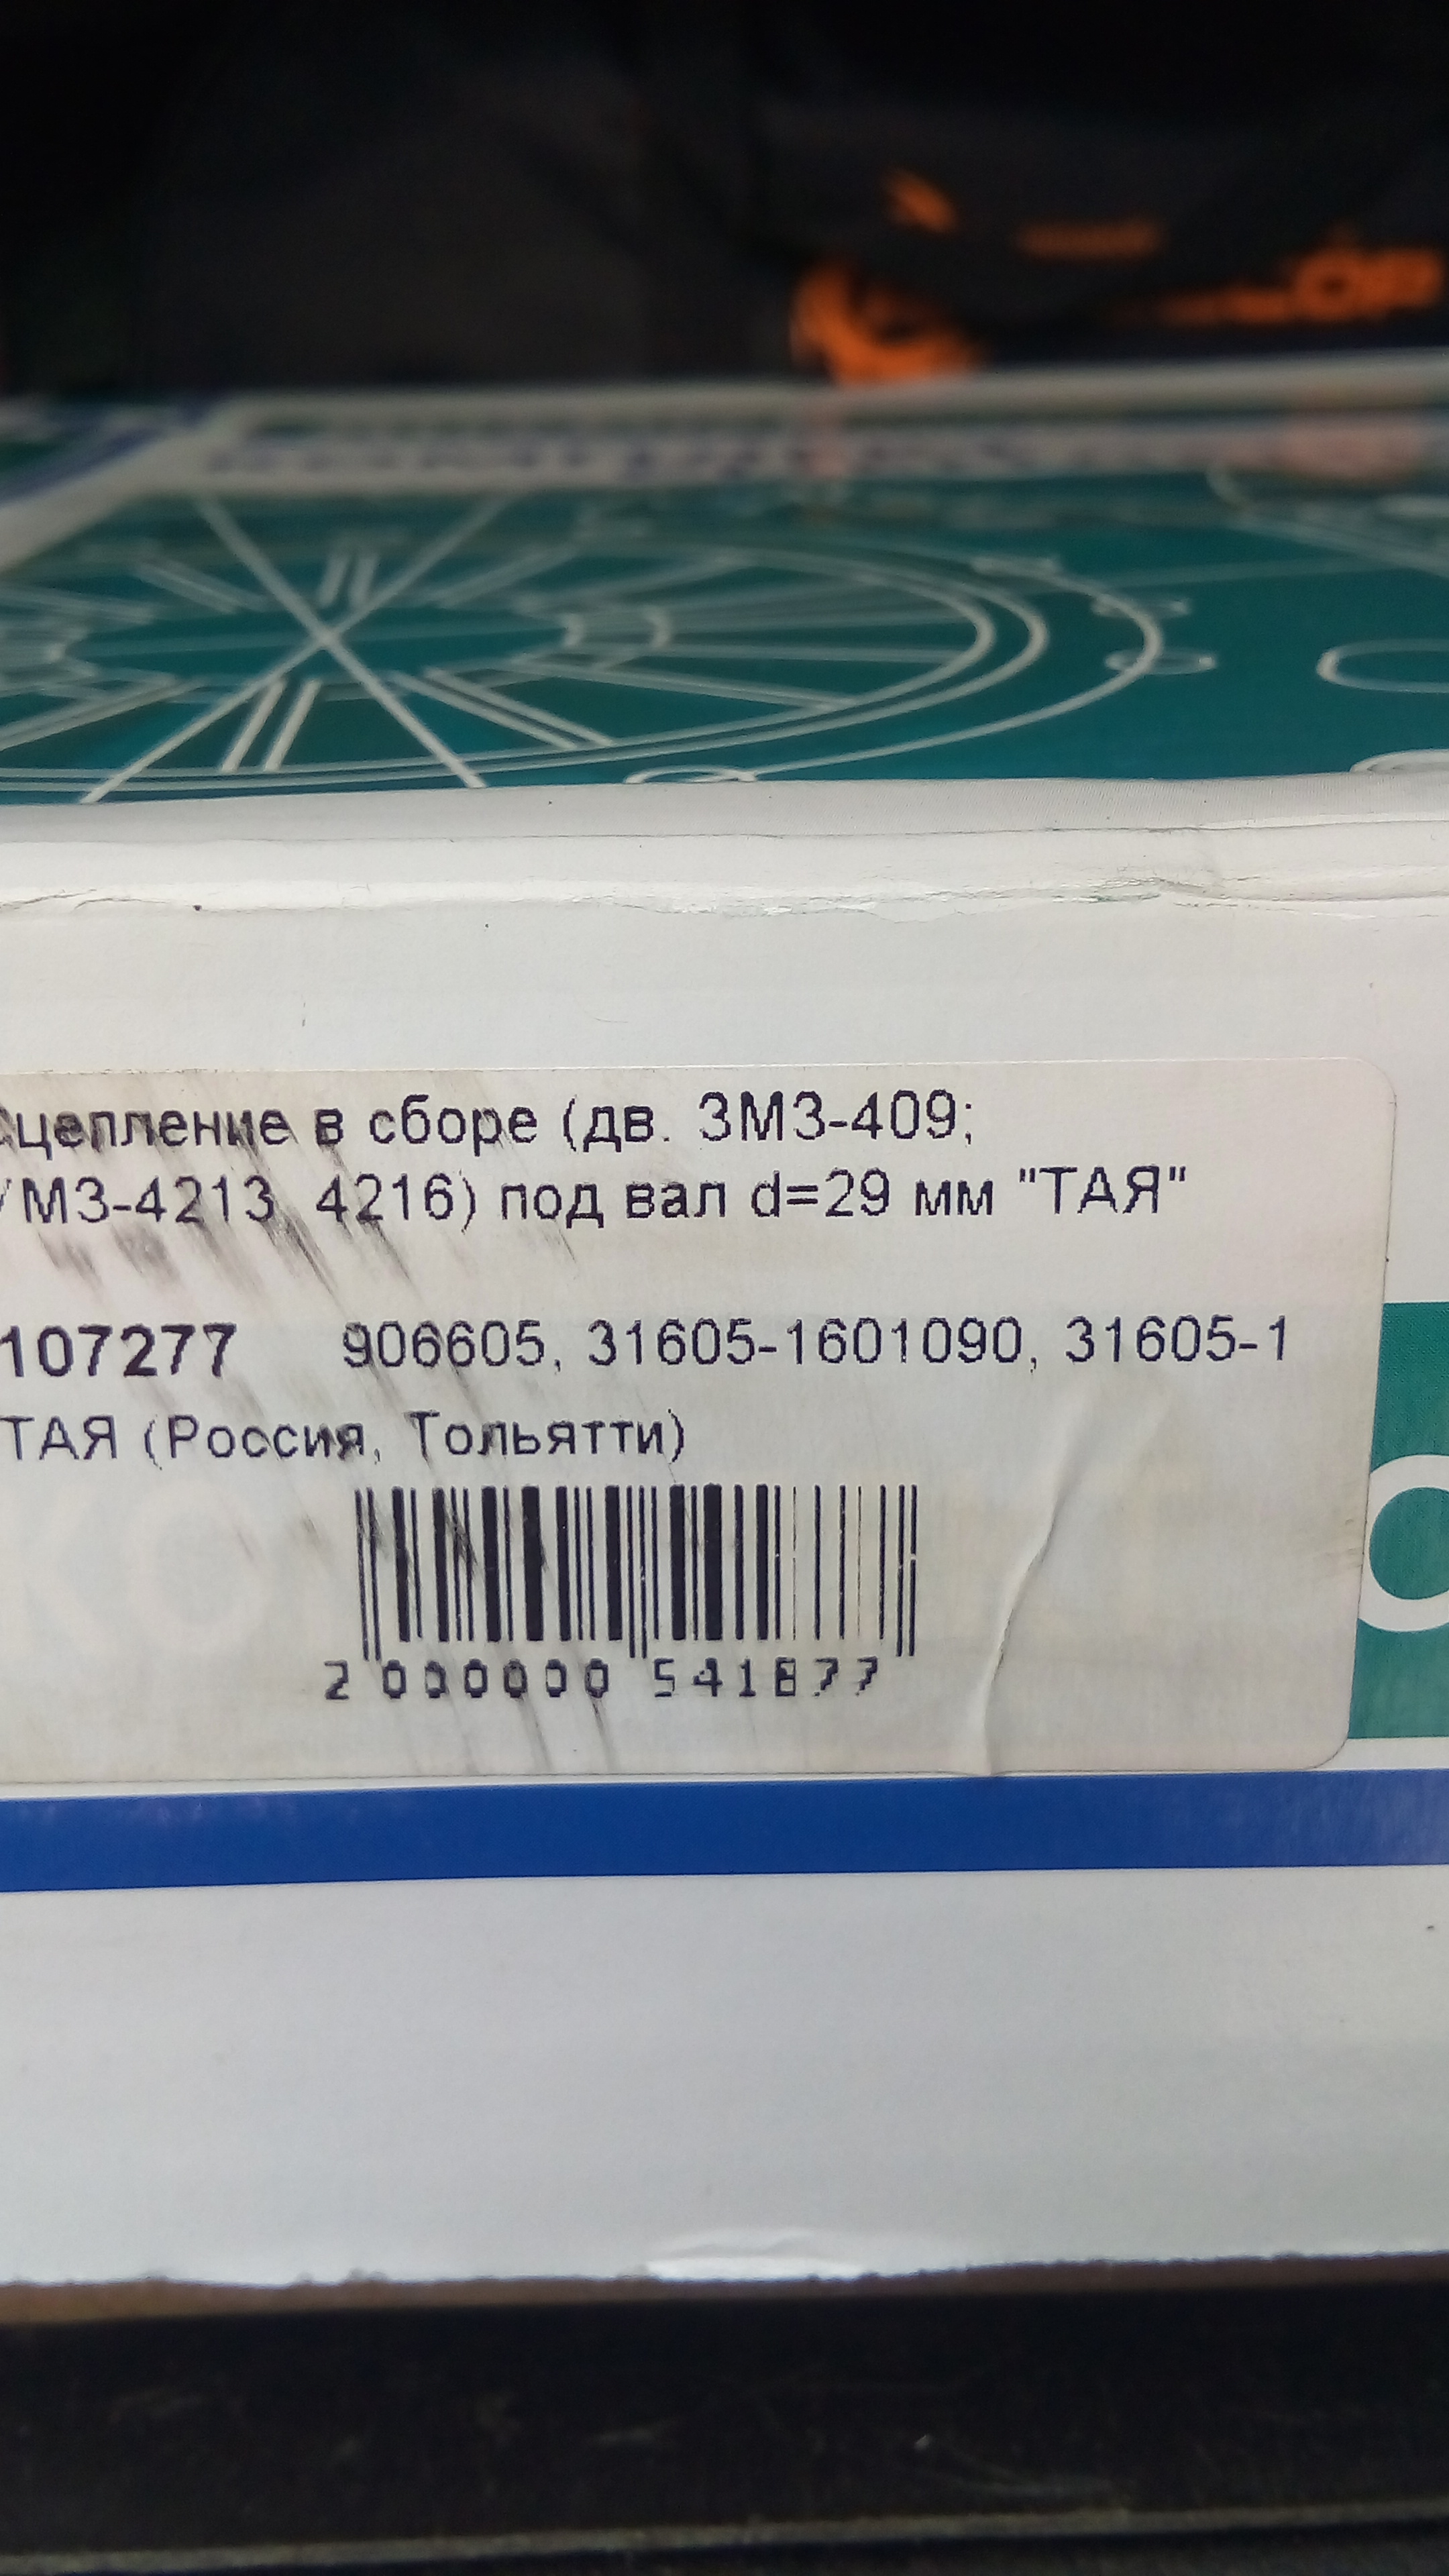 Сцепление в сборе (дв. ЗМЗ-409;
УМЗ-4213, 4216) под вал d=29 мм "ТАЯ"
107277 906605, 31605-1601090, 31605-1
ТАЯ (Россия, Тольятти)
2 000000 541877